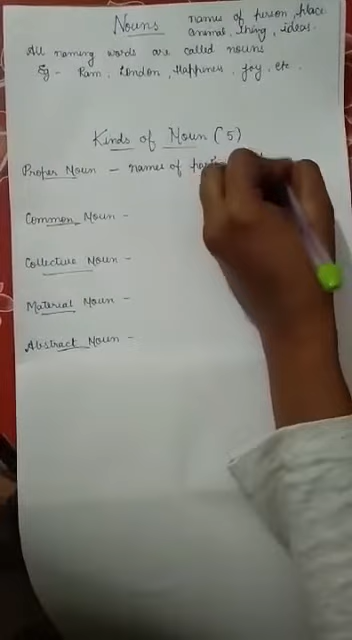 Nouns names of person, place
animal, thing, ideas.
All naming words are called nouns
Eg - Ram, London, Happiness, Joy, etc.
Kinds of Noun (5)
Proper Noun - names of
Common Noun -
Collective Noun -
Material Noun -
Abstract Noun -